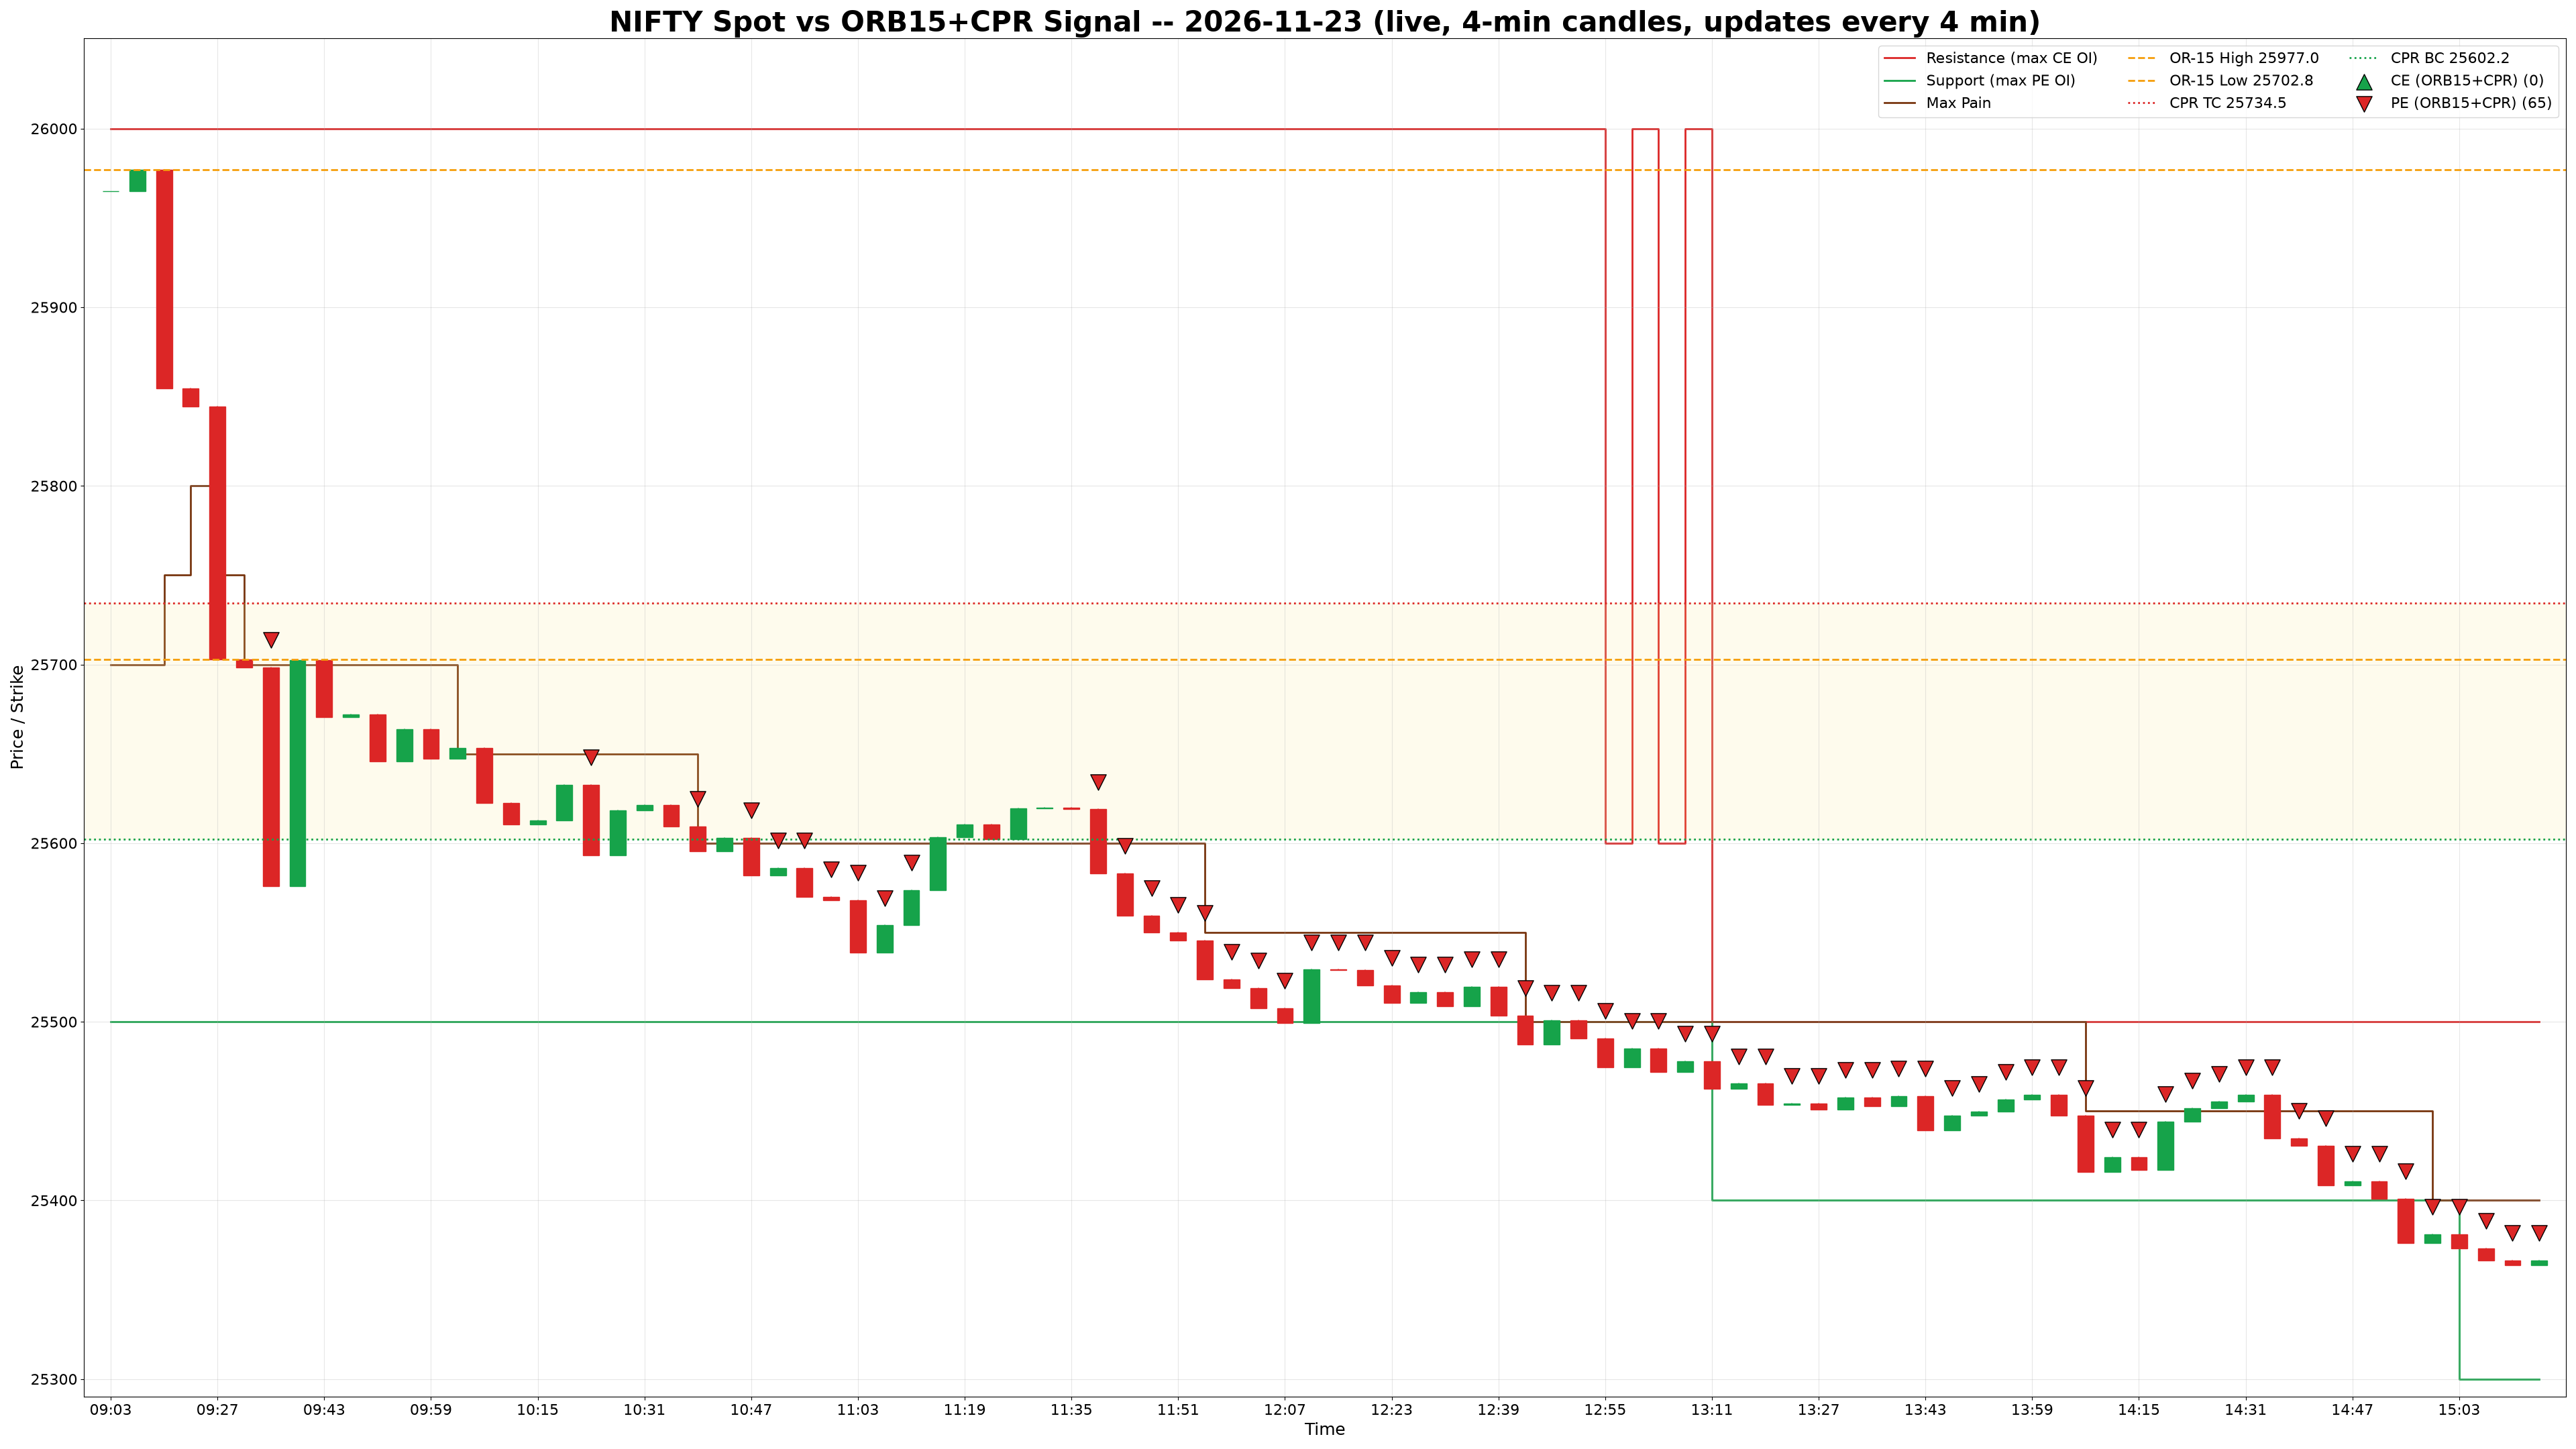 NIFTY Spot vs ORB15+CPR Signal -- 2026-11-23 (live, 4-min candles, updates every 4 min)
Resistance (max CE OI)
Support (max PE OI)
Max Pain
OR-15 High 25977.0
OR-15 Low 25702.8
CPR TC 25734.5
CPR BC 25602.2
CE (ORB15+CPR) (0)
PE (ORB15+CPR) (65)
Price / Strike
26000
25900
25800
25700
25600
25500
25400
25300
09:03 09:27 09:43 09:59 10:15 10:31 10:47 11:03 11:19 11:35 11:51 12:07 12:23 12:39 12:55 13:11 13:27 13:43 13:59 14:15 14:31 14:47 15:03
Time